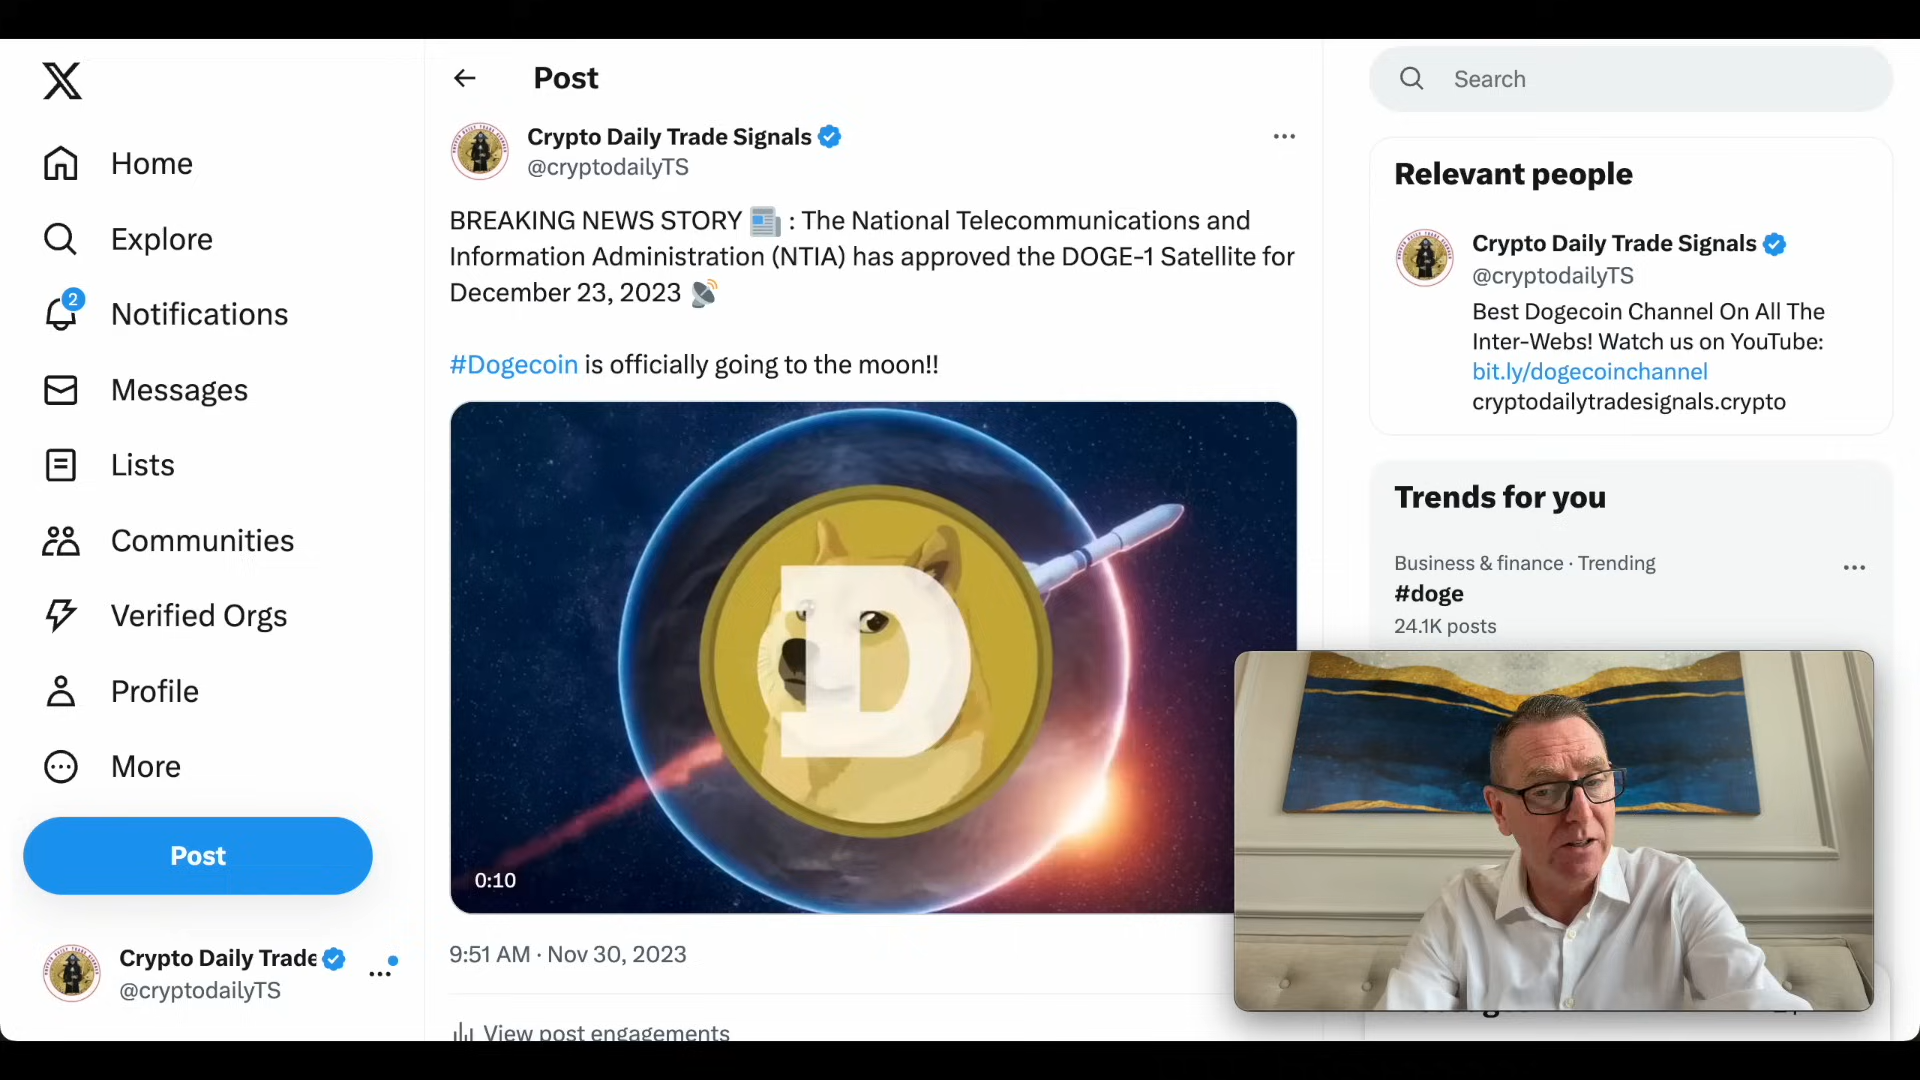 Home
Explore
2
Notifications
Messages
Lists
Communities
Verified Orgs
Profile
More
Post
Crypto Daily Trade
@cryptodailyTS
Post
Crypto Daily Trade Signals
@cryptodailyTS
BREAKING NEWS STORY : The National Telecommunications and
Information Administration (NTIA) has approved the DOGE-1 Satellite for
December 23, 2023
#Dogecoin is officially going to the moon!!
D
0:10
9:51 AM · Nov 30, 2023
View post engagements
Search
Relevant people
Crypto Daily Trade Signals
@cryptodailyTS
Best Dogecoin Channel On All The
Inter-Webs! Watch us on YouTube:
bit.ly/dogecoinchannel
cryptodailytradesignals.crypto
Trends for you
Business & finance · Trending
#doge
24.1K posts